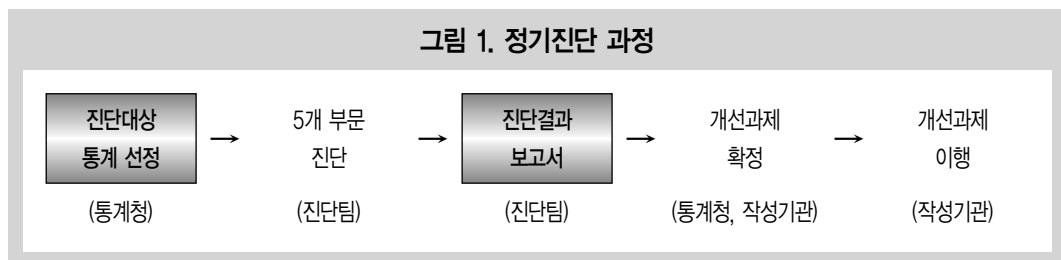 그림 1. 정기진단 과정
진단대상 통계 선정 → 5개 부문 진단 → 진단결과 보고서 → 개선과제 확정 → 개선과제 이행
(통계청) (진단팀) (진단팀) (통계청, 작성기관) (작성기관)